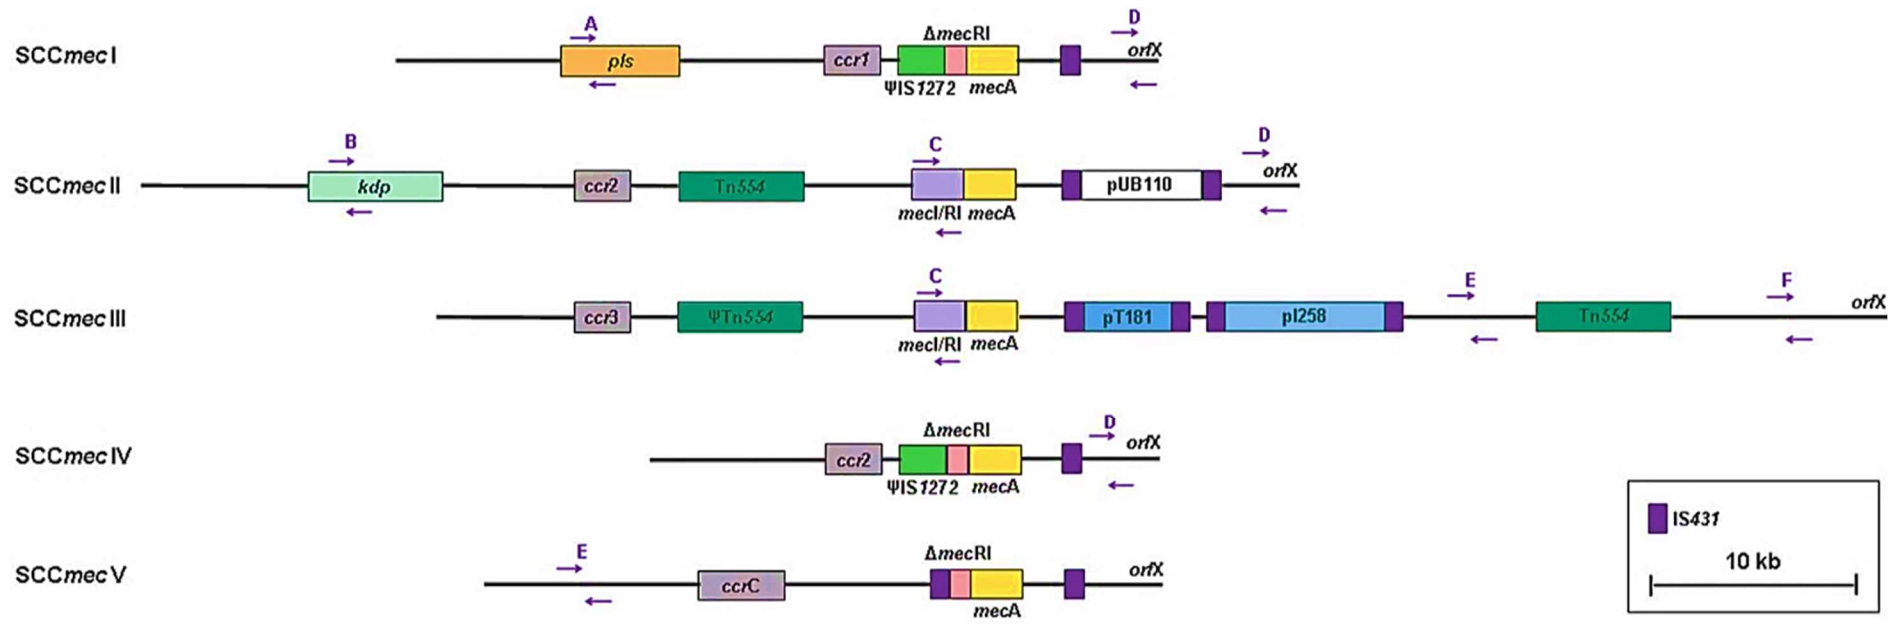 A
D
ΔmecRI
SCCmec I
pls
ccr1
orfX
ΨIS1272 mecA
B
C
D
SCCmec II
kdp
ccr2
Tn554
pUB110
orfX
mecI/RI mecA
C
E
F
SCCmec III
ccr3
ΨTn554
pT181
pI258
Tn554
orfX
mecI/RI mecA
ΔmecRI
D
SCCmec IV
ccr2
orfX
ΨIS1272 mecA
IS431
10 kb
E
ΔmecRI
SCCmec V
ccrC
orfX
mecA